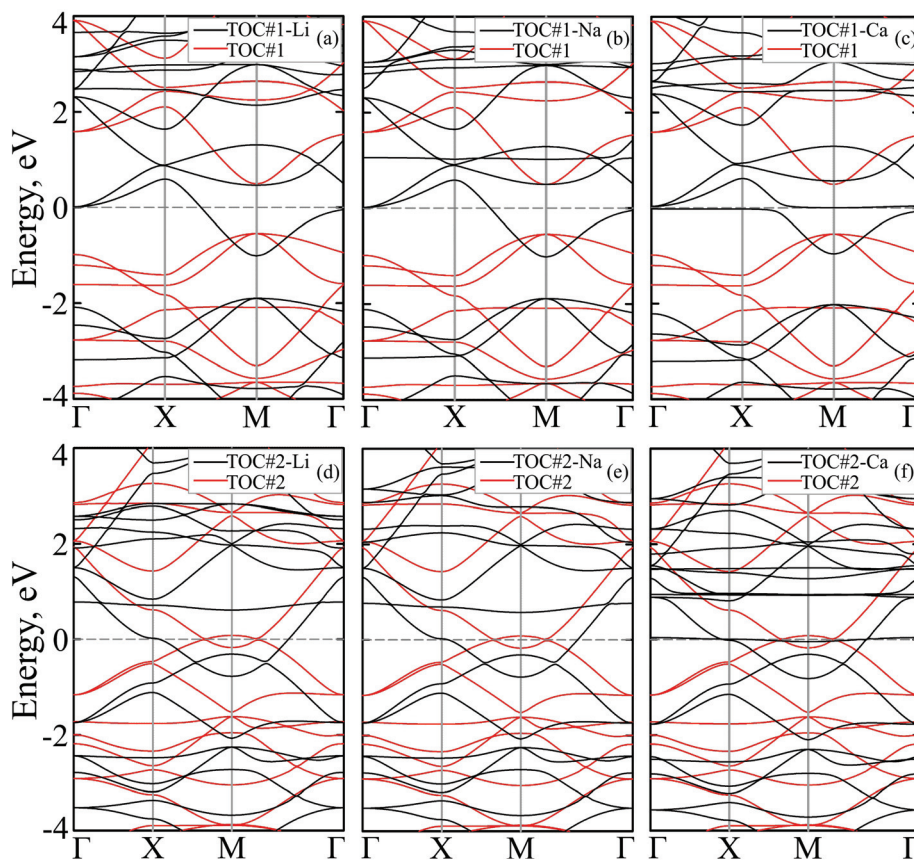 4
TOC#1-Li (a)
TOC#1
TOC#1-Na (b)
TOC#1
TOC#1-Ca (c)
TOC#1
2
0
-2
-4
Energy, eV
Γ X M Γ
Γ X M Γ
Γ X M Γ
4
TOC#2-Li (d)
TOC#2
TOC#2-Na (e)
TOC#2
TOC#2-Ca (f)
TOC#2
2
0
-2
-4
Energy, eV
Γ X M Γ
Γ X M Γ
Γ X M Γ